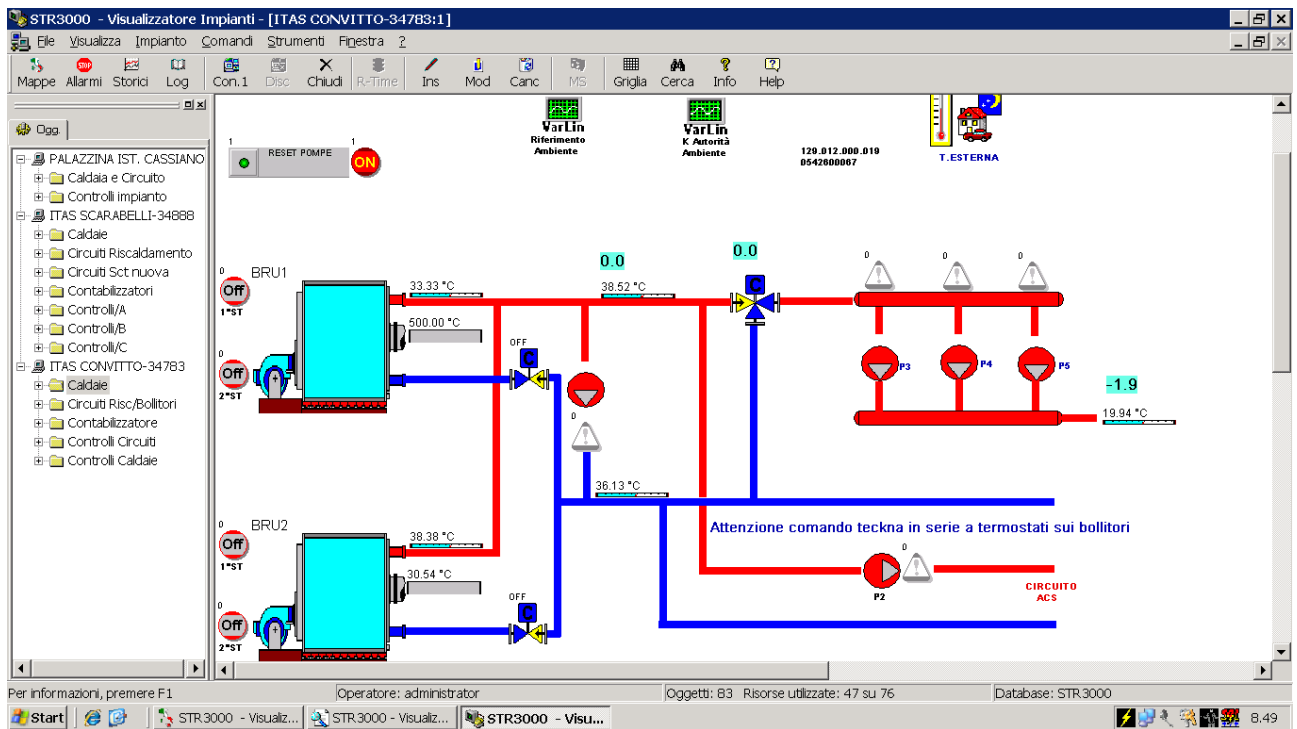 STR3000 - Visualizzatore Impianti - [ITAS CONVITTO-34783:1]
File Visualizza Impianto Comandi Strumenti Finestra ?
Mappe Allarmi Storici Log Con.1 Disc Chiudi R-Time Ins Mod Canc MS Griglia Cerca Info Help
Ogg.
PALAZZINA IST. CASSIANO
Caldaia e Circuito
Controlli impianto
ITAS SCARABELLI-34888
Caldaie
Circuiti Riscaldamento
Circuiti Sct nuova
Contabilizzatori
Controlli/A
Controlli/B
Controlli/C
ITAS CONVITTO-34783
Caldaie
Circuiti Risc/Bollitori
Contabilizzatore
Controlli Circuiti
Controlli Caldaie
1 RESET POMPE 1
ON
VarLin
Riferimento
Ambiente
VarLin
K Autorità
Ambiente
129.012.000.019
0542600067
T.ESTERNA
0 BRU1
Off
1°ST
0
Off
2°ST
33.33 °C
500.00 °C
OFF
C
0.0
38.52 °C
0.0
C
0
0
0
0
P3
P4
P5
-1.9
19.94 °C
36.13 °C
Attenzione comando teckna in serie a termostati sui bollitori
0 BRU2
Off
1°ST
0
Off
2°ST
38.38 °C
30.54 °C
OFF
C
0
P2
CIRCUITO
ACS
Per informazioni, premere F1 Operatore: administrator Oggetti: 83 Risorse utilizzate: 47 su 76 Database: STR3000
Start STR3000 - Visualiz... STR3000 - Visualiz... STR3000 - Visu... 8.49